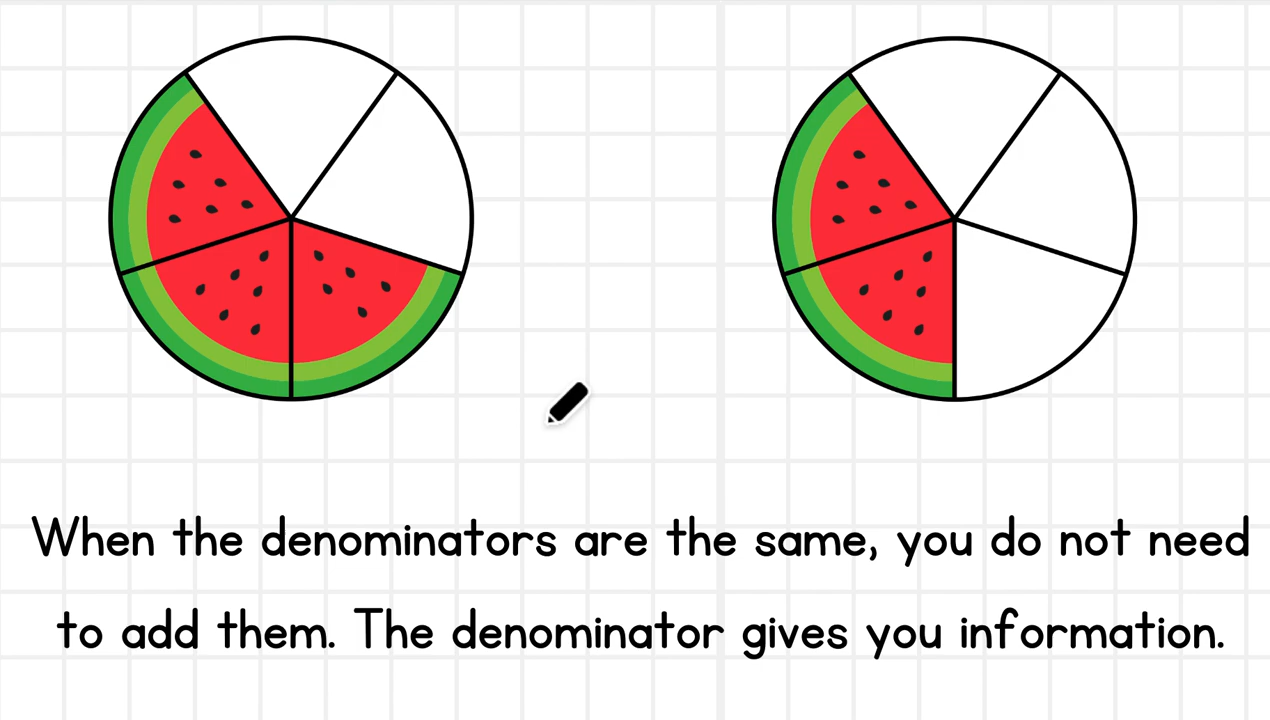 When the denominators are the same, you do not need
to add them. The denominator gives you information.